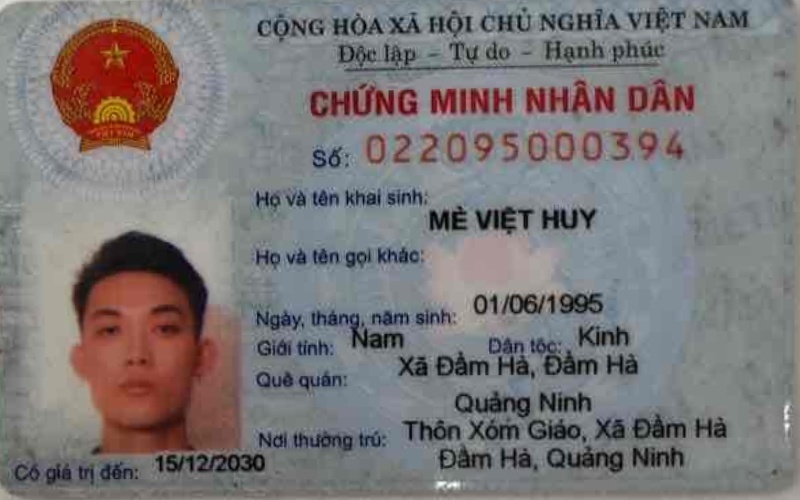 CỘNG HÒA XÃ HỘI CHỦ NGHĨA VIỆT NAM
Độc lập - Tự do - Hạnh phúc
CHỨNG MINH NHÂN DÂN
Số: 022095000394
Họ và tên khai sinh:
MÈ VIỆT HUY
Họ và tên gọi khác:
Ngày, tháng, năm sinh: 01/06/1995
Giới tính: Nam Dân tộc: Kinh
Quê quán: Xã Đầm Hà, Đầm Hà
Quảng Ninh
Nơi thường trú: Thôn Xóm Giáo, Xã Đầm Hà
Đầm Hà, Quảng Ninh
Có giá trị đến: 15/12/2030